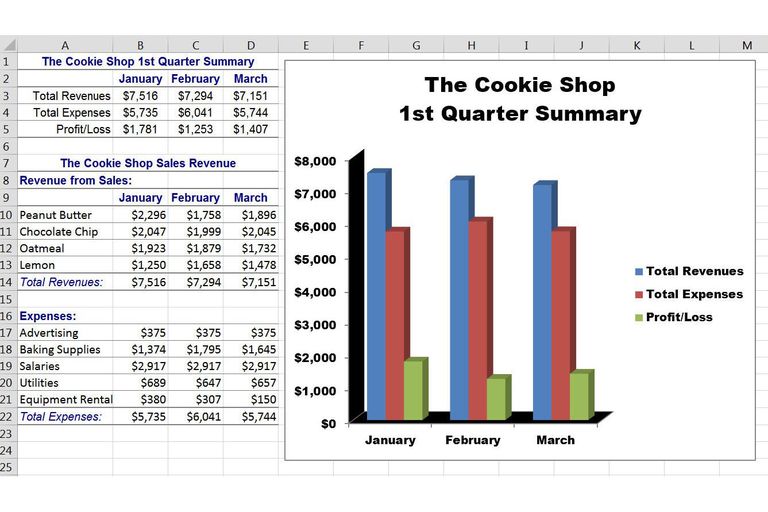 A B C D E F G H I J K L M
1 The Cookie Shop 1st Quarter Summary
2 January February March
3 Total Revenues $7,516 $7,294 $7,151
4 Total Expenses $5,735 $6,041 $5,744
5 Profit/Loss $1,781 $1,253 $1,407
6
7 The Cookie Shop Sales Revenue
8 Revenue from Sales:
9 January February March
10 Peanut Butter $2,296 $1,758 $1,896
11 Chocolate Chip $2,047 $1,999 $2,045
12 Oatmeal $1,923 $1,879 $1,732
13 Lemon $1,250 $1,658 $1,478
14 Total Revenues: $7,516 $7,294 $7,151
15
16 Expenses:
17 Advertising $375 $375 $375
18 Baking Supplies $1,374 $1,795 $1,645
19 Salaries $2,917 $2,917 $2,917
20 Utilities $689 $647 $657
21 Equipment Rental $380 $307 $150
22 Total Expenses: $5,735 $6,041 $5,744
23
24
25
The Cookie Shop
1st Quarter Summary
$8,000
$7,000
$6,000
$5,000
$4,000
$3,000
$2,000
$1,000
$0
January February March
Total Revenues
Total Expenses
Profit/Loss